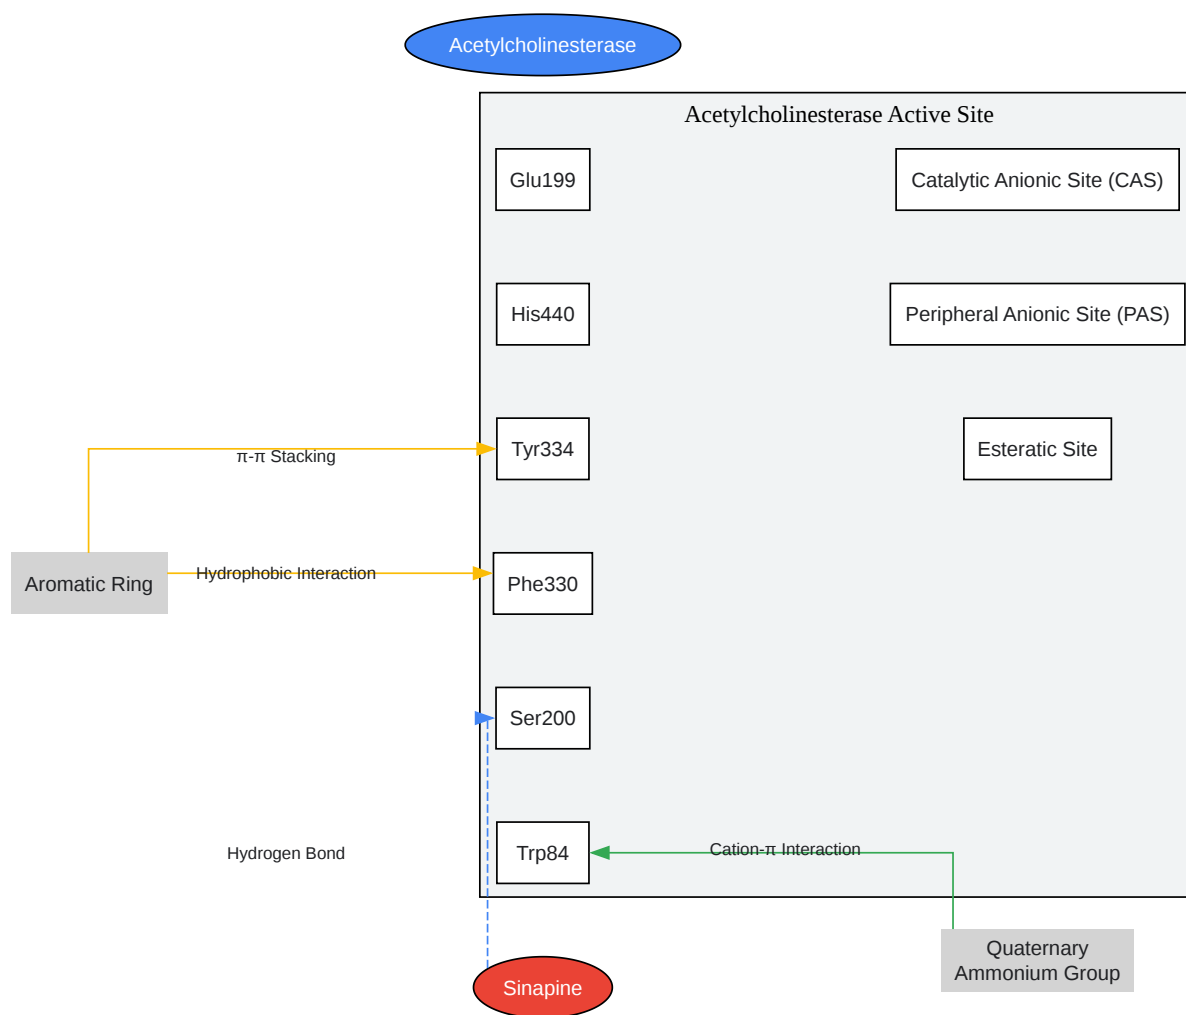 Acetylcholinesterase
Acetylcholinesterase Active Site
Glu199
Catalytic Anionic Site (CAS)
His440
Peripheral Anionic Site (PAS)
Tyr334
Esteratic Site
π-π Stacking
Aromatic Ring
Hydrophobic Interaction
Phe330
Ser200
Hydrogen Bond
Trp84
Cation-π Interaction
Quaternary
Ammonium Group
Sinapine